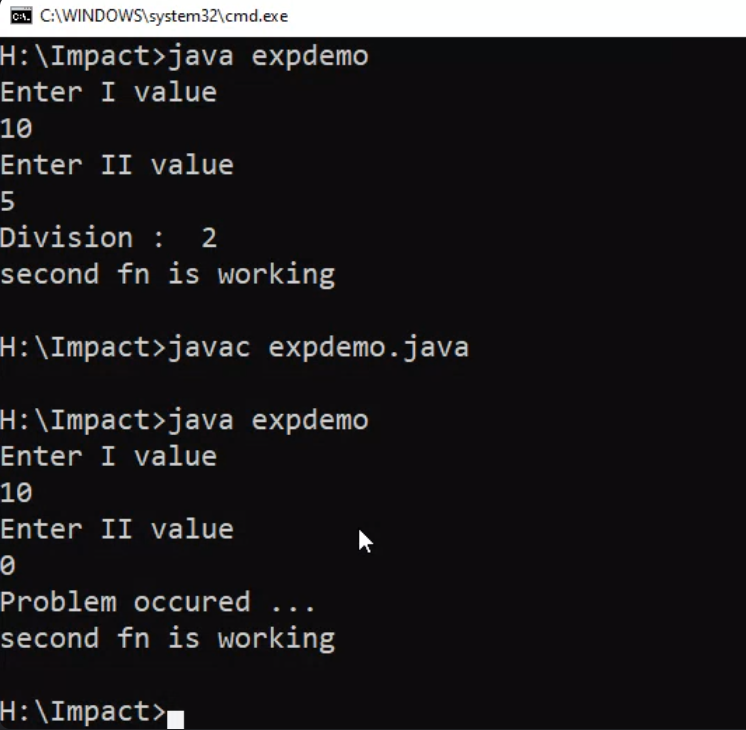 C:\WINDOWS\system32\cmd.exe
H:\Impact>java expdemo
Enter I value
10
Enter II value
5
Division :  2
second fn is working
H:\Impact>javac expdemo.java
H:\Impact>java expdemo
Enter I value
10
Enter II value
0
Problem occured ...
second fn is working
H:\Impact>